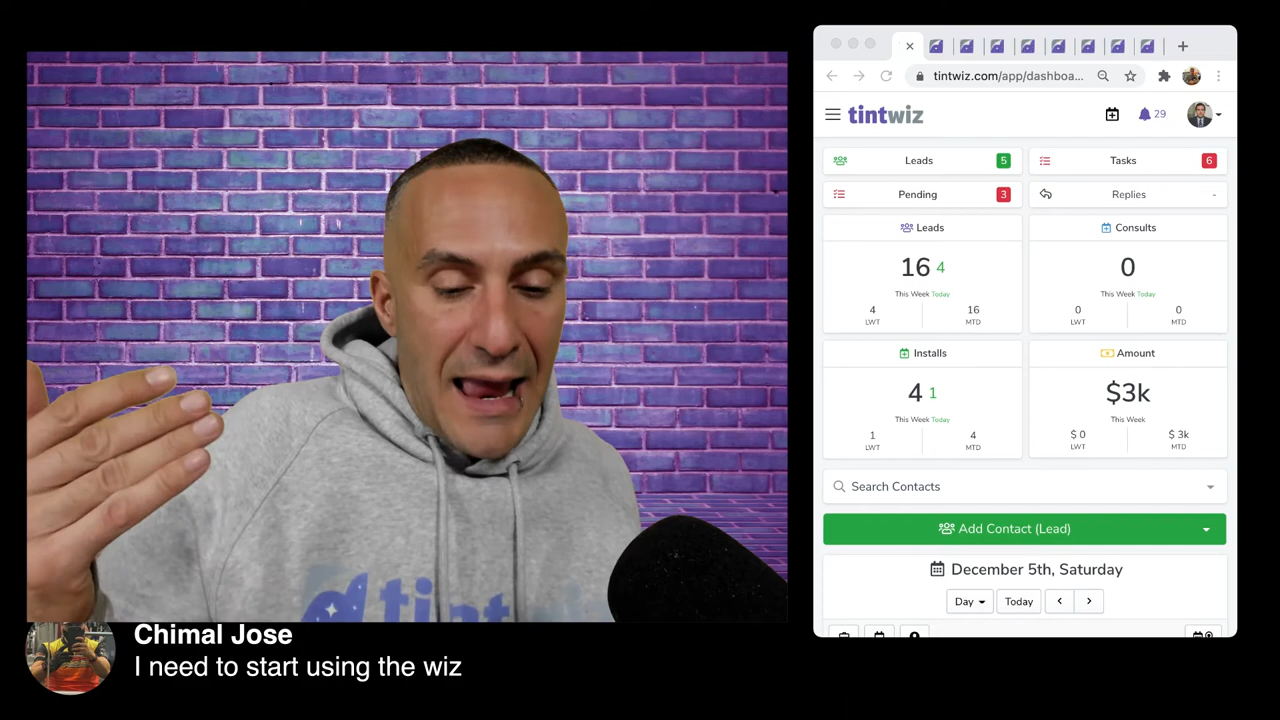 tintwiz.com/app/dashboa...
tintwiz
29
Leads
5
Tasks
6
Pending
3
Replies
-
Leads
16 4
This Week Today
4
LWT
16
MTD
Consults
0
This Week Today
0
LWT
0
MTD
Installs
4 1
This Week Today
1
LWT
4
MTD
Amount
$3k
This Week
$ 0
LWT
$ 3k
MTD
Search Contacts
Add Contact (Lead)
December 5th, Saturday
Day
Today
tint
Chimal Jose
I need to start using the wiz